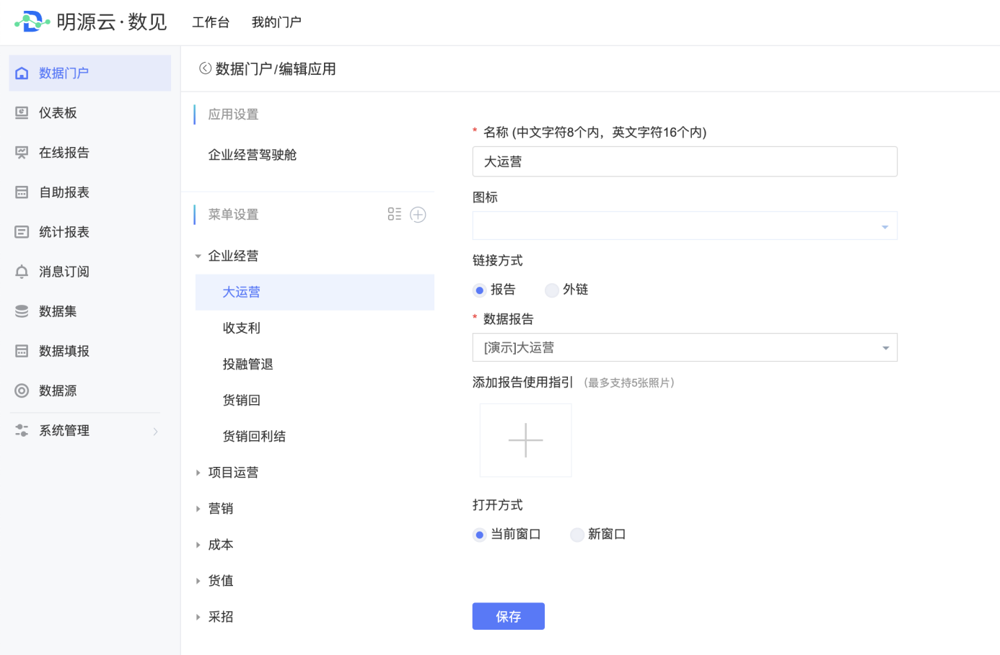 明源云·数见
工作台
我的门户
数据门户
仪表板
在线报告
自助报表
统计报表
消息订阅
数据集
数据填报
数据源
系统管理
数据门户/编辑应用
应用设置
企业经营驾驶舱
菜单设置
企业经营
大运营
收支利
投融管退
货销回
货销回利结
项目运营
营销
成本
货值
采招
* 名称 (中文字符8个内，英文字符16个内)
大运营
图标
链接方式
报告
外链
* 数据报告
[演示]大运营
添加报告使用指引 （最多支持5张照片）
打开方式
当前窗口
新窗口
保存